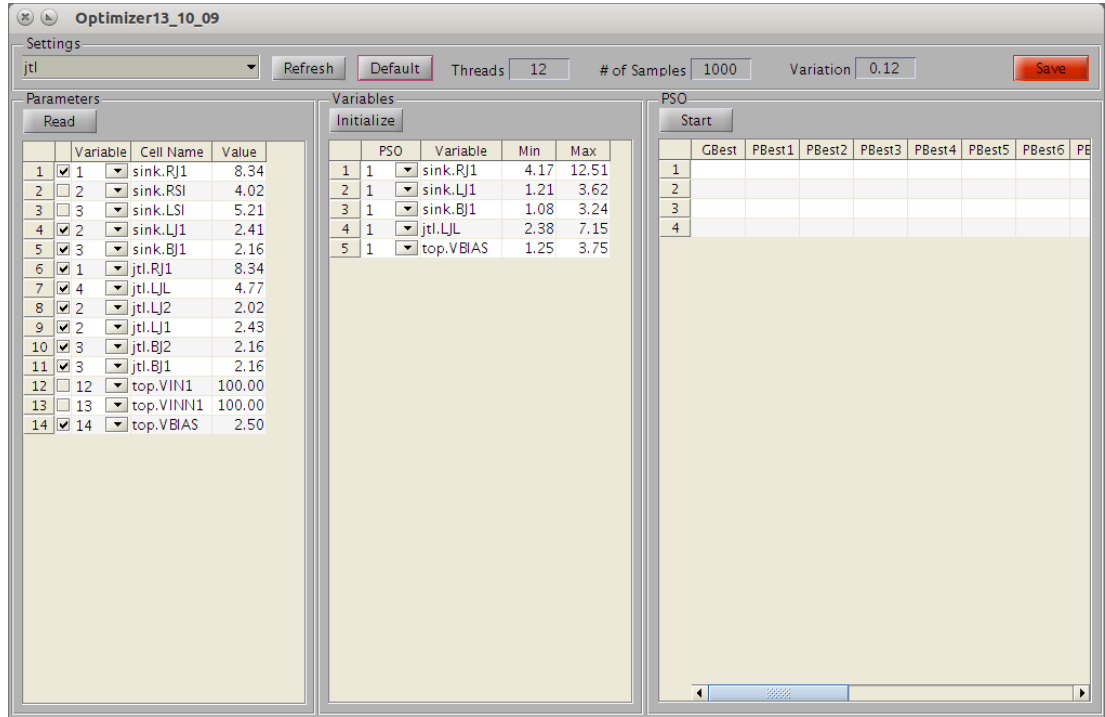 Optimizer13_10_09
Settings
jtl Refresh Default Threads 12 # of Samples 1000 Variation 0.12 Save
Parameters
Read
Variable Cell Name Value
1 1 sink.RJ1 8.34
2 2 sink.RSI 4.02
3 3 sink.LSI 5.21
4 2 sink.LJ1 2.41
5 3 sink.BJ1 2.16
6 1 jtl.RJ1 8.34
7 4 jtl.LJL 4.77
8 2 jtl.LJ2 2.02
9 2 jtl.LJ1 2.43
10 3 jtl.BJ2 2.16
11 3 jtl.BJ1 2.16
12 12 top.VIN1 100.00
13 13 top.VINN1 100.00
14 14 top.VBIAS 2.50
Variables
Initialize
PSO Variable Min Max
1 1 sink.RJ1 4.17 12.51
2 1 sink.LJ1 1.21 3.62
3 1 sink.BJ1 1.08 3.24
4 1 jtl.LJL 2.38 7.15
5 1 top.VBIAS 1.25 3.75
PSO
Start
GBest PBest1 PBest2 PBest3 PBest4 PBest5 PBest6 PE
1
2
3
4